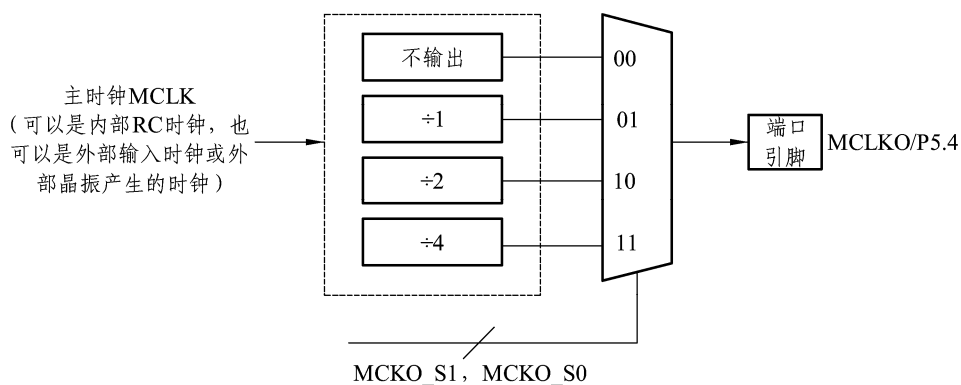 主时钟MCLK
（可以是内部RC时钟，也
可以是外部输入时钟或外
部晶振产生的时钟）
不输出
÷1
÷2
÷4
00
01
10
11
端口
引脚
MCLKO/P5.4
MCKO_S1，MCKO_S0